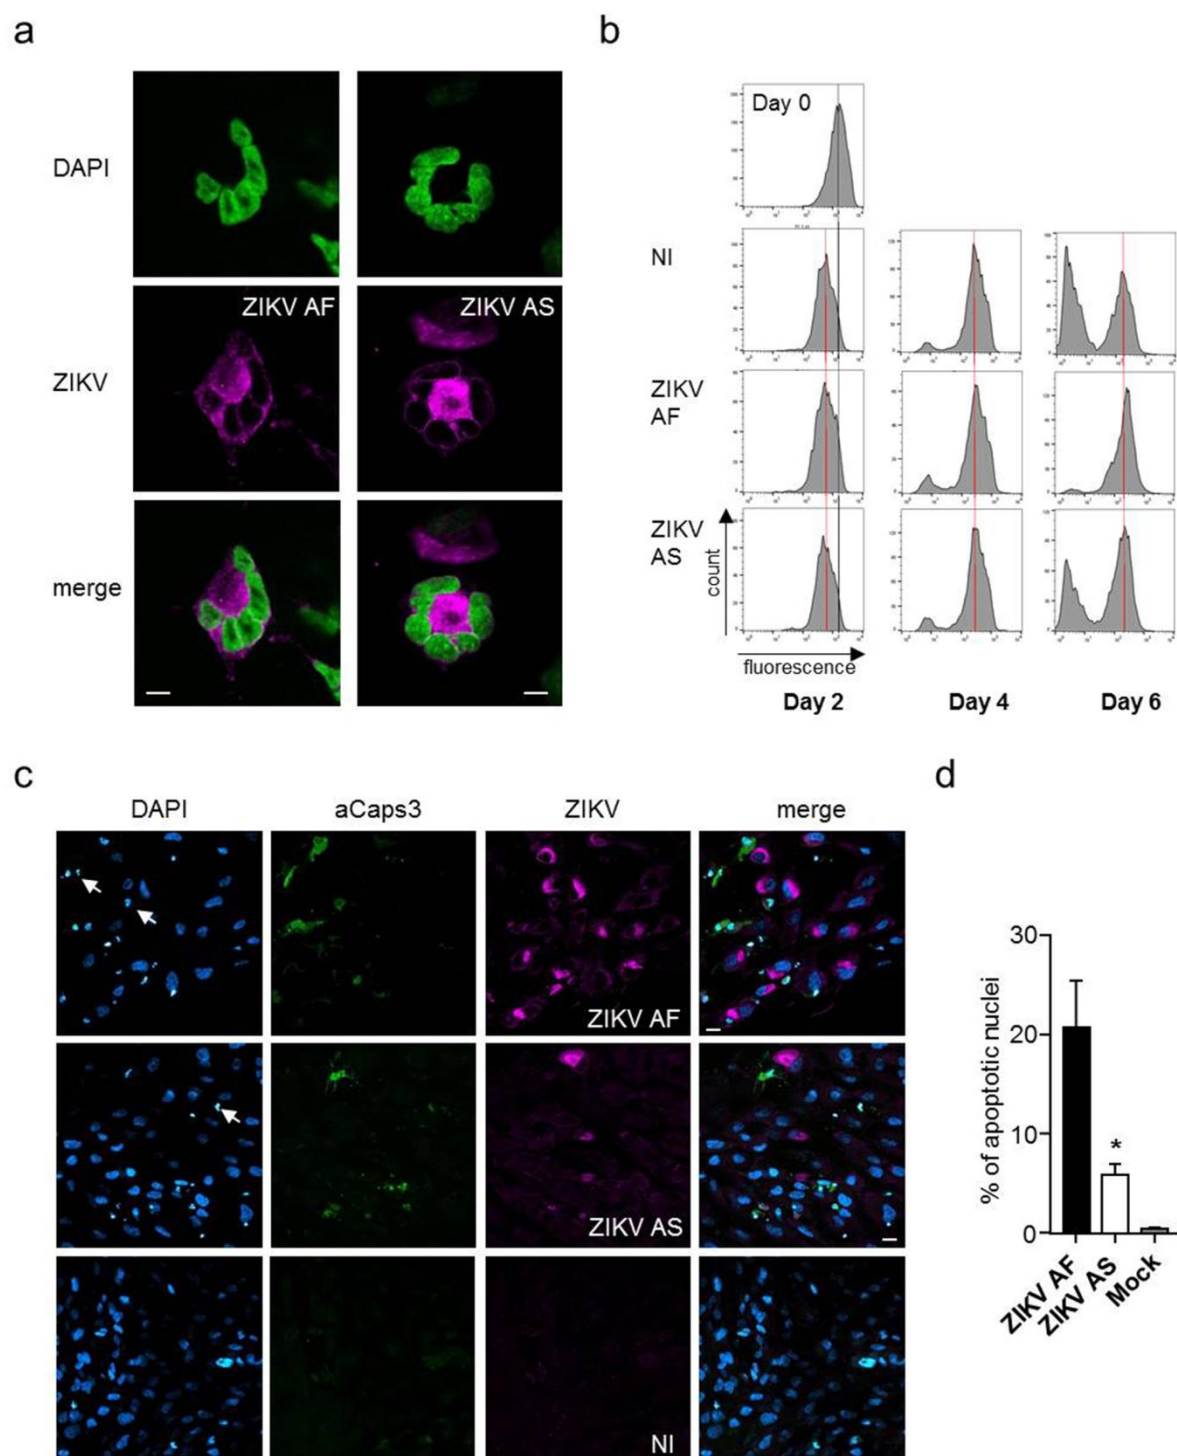 a
b
DAPI
ZIKV
ZIKV AF
ZIKV AS
merge
Day 0
NI
ZIKV
AF
ZIKV
AS
count
fluorescence
Day 2
Day 4
Day 6
c
d
DAPI
aCaps3
ZIKV
merge
ZIKV AF
ZIKV AS
NI
% of apoptotic nuclei
30
20
10
0
*
ZIKV AF
ZIKV AS
Mock